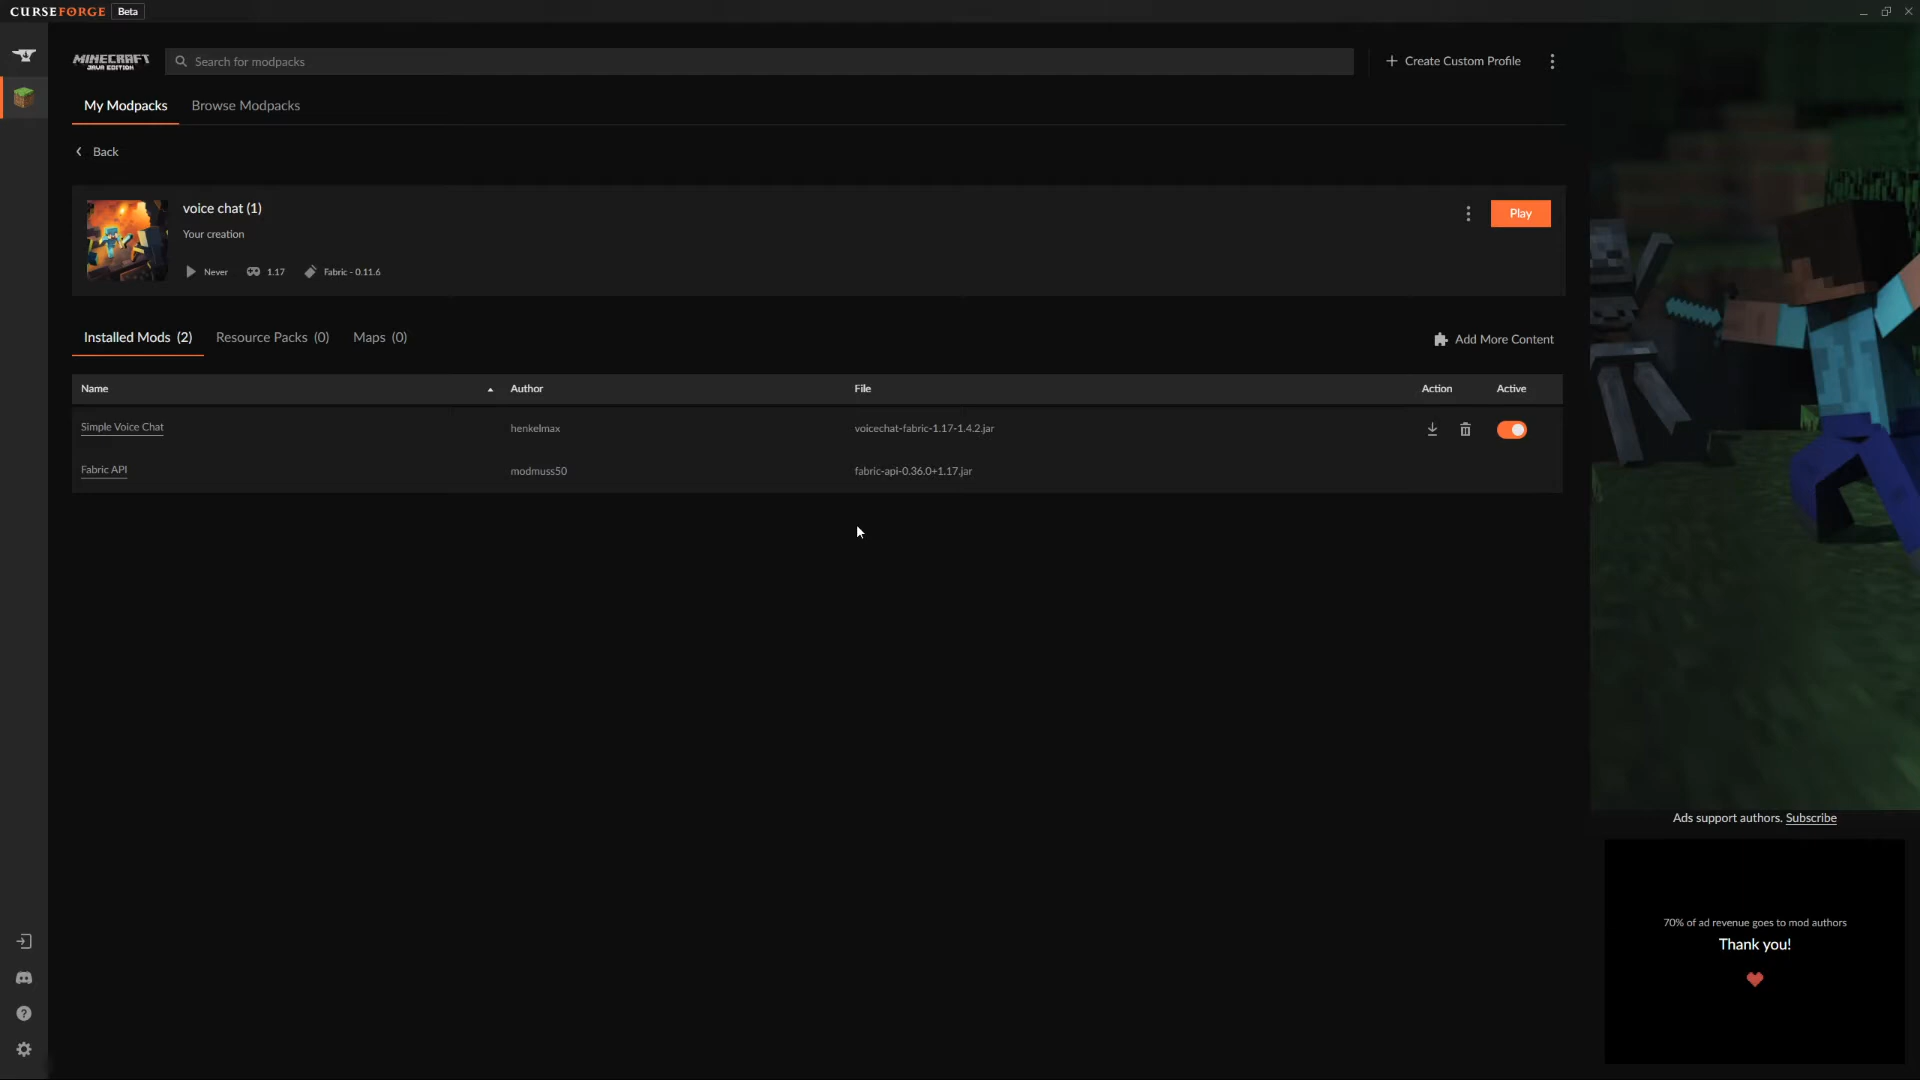 CURSEFORGE Beta
MINECRAFT
JAVA EDITION
Search for modpacks
Create Custom Profile
My Modpacks Browse Modpacks
Back
voice chat (1)
Play
Your creation
Never 1.17 Fabric - 0.11.6
Installed Mods (2) Resource Packs (0) Maps (0) Add More Content
Name Author File Action Active
Simple Voice Chat henkelmax voicechat-fabric-1.17-1.4.2.jar
Fabric API modmuss50 fabric-api-0.36.0+1.17.jar
Ads support authors. Subscribe
70% of ad revenue goes to mod authors
Thank you!